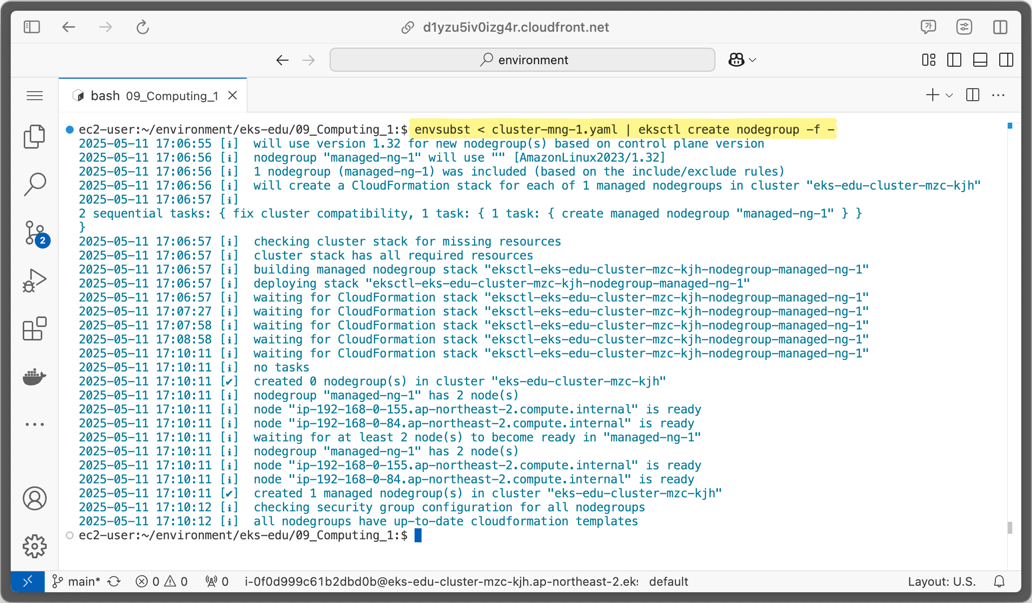 d1yzu5iv0izg4r.cloudfront.net
environment
bash 09_Computing_1
ec2-user:~/environment/eks-edu/09_Computing_1:$ envsubst < cluster-mng-1.yaml | eksctl create nodegroup -f -
2025-05-11 17:06:55 [ℹ]  will use version 1.32 for new nodegroup(s) based on control plane version
2025-05-11 17:06:56 [ℹ]  nodegroup "managed-ng-1" will use "" [AmazonLinux2023/1.32]
2025-05-11 17:06:56 [ℹ]  1 nodegroup (managed-ng-1) was included (based on the include/exclude rules)
2025-05-11 17:06:56 [ℹ]  will create a CloudFormation stack for each of 1 managed nodegroups in cluster "eks-edu-cluster-mzc-kjh"
2025-05-11 17:06:57 [ℹ]
2 sequential tasks: { fix cluster compatibility, 1 task: { 1 task: { create managed nodegroup "managed-ng-1" } }
}
2025-05-11 17:06:57 [ℹ]  checking cluster stack for missing resources
2025-05-11 17:06:57 [ℹ]  cluster stack has all required resources
2025-05-11 17:06:57 [ℹ]  building managed nodegroup stack "eksctl-eks-edu-cluster-mzc-kjh-nodegroup-managed-ng-1"
2025-05-11 17:06:57 [ℹ]  deploying stack "eksctl-eks-edu-cluster-mzc-kjh-nodegroup-managed-ng-1"
2025-05-11 17:06:57 [ℹ]  waiting for CloudFormation stack "eksctl-eks-edu-cluster-mzc-kjh-nodegroup-managed-ng-1"
2025-05-11 17:07:27 [ℹ]  waiting for CloudFormation stack "eksctl-eks-edu-cluster-mzc-kjh-nodegroup-managed-ng-1"
2025-05-11 17:07:58 [ℹ]  waiting for CloudFormation stack "eksctl-eks-edu-cluster-mzc-kjh-nodegroup-managed-ng-1"
2025-05-11 17:08:58 [ℹ]  waiting for CloudFormation stack "eksctl-eks-edu-cluster-mzc-kjh-nodegroup-managed-ng-1"
2025-05-11 17:10:11 [ℹ]  waiting for CloudFormation stack "eksctl-eks-edu-cluster-mzc-kjh-nodegroup-managed-ng-1"
2025-05-11 17:10:11 [ℹ]  no tasks
2025-05-11 17:10:11 [✔]  created 0 nodegroup(s) in cluster "eks-edu-cluster-mzc-kjh"
2025-05-11 17:10:11 [ℹ]  nodegroup "managed-ng-1" has 2 node(s)
2025-05-11 17:10:11 [ℹ]  node "ip-192-168-0-155.ap-northeast-2.compute.internal" is ready
2025-05-11 17:10:11 [ℹ]  node "ip-192-168-0-84.ap-northeast-2.compute.internal" is ready
2025-05-11 17:10:11 [ℹ]  waiting for at least 2 node(s) to become ready in "managed-ng-1"
2025-05-11 17:10:11 [ℹ]  nodegroup "managed-ng-1" has 2 node(s)
2025-05-11 17:10:11 [ℹ]  node "ip-192-168-0-155.ap-northeast-2.compute.internal" is ready
2025-05-11 17:10:11 [ℹ]  node "ip-192-168-0-84.ap-northeast-2.compute.internal" is ready
2025-05-11 17:10:11 [✔]  created 1 managed nodegroup(s) in cluster "eks-edu-cluster-mzc-kjh"
2025-05-11 17:10:12 [ℹ]  checking security group configuration for all nodegroups
2025-05-11 17:10:12 [ℹ]  all nodegroups have up-to-date cloudformation templates
ec2-user:~/environment/eks-edu/09_Computing_1:$
2
main* 0 0 0 i-0f0d999c61b2dbd0b@eks-edu-cluster-mzc-kjh.ap-northeast-2.eks default Layout: U.S.